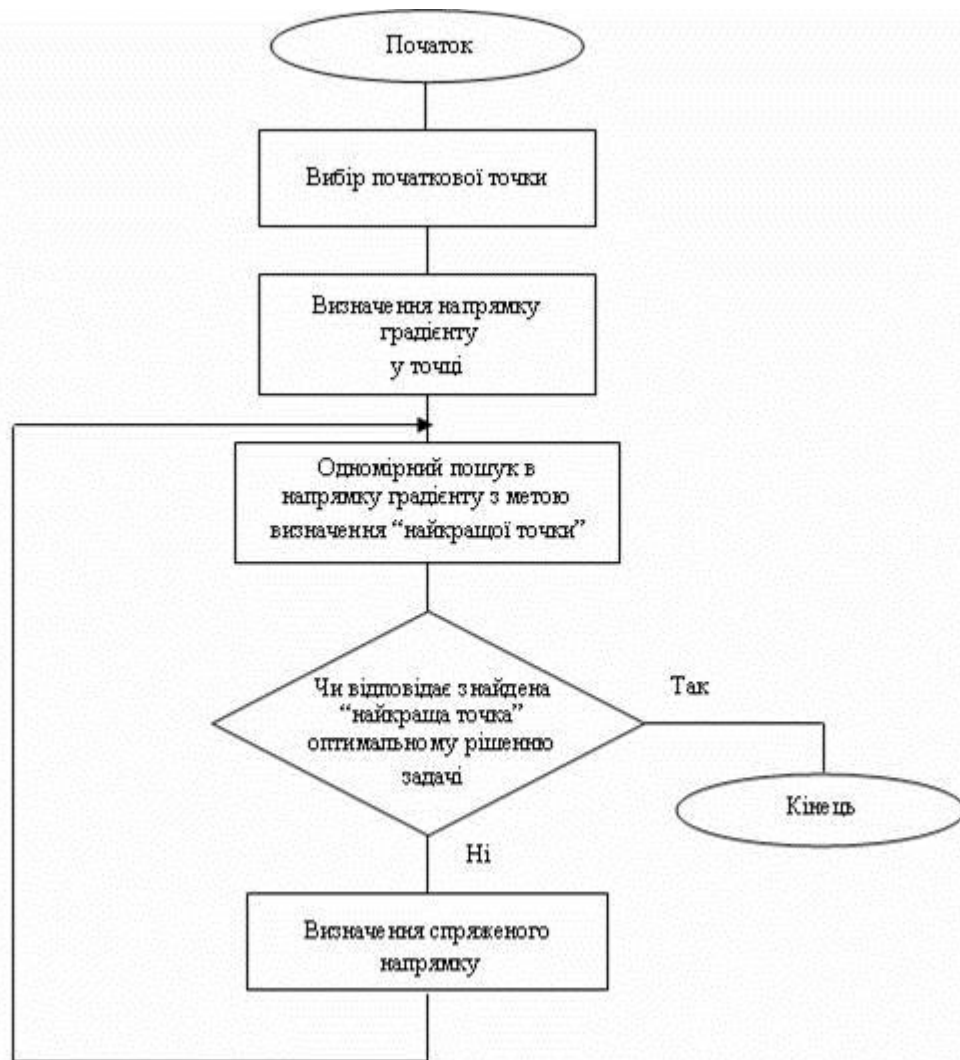 Початок
Вибір початкової точки
Визначення напрямку
градієнту
у точці
Одномірний пошук в
напрямку градієнту з метою
визначення “найкращої точки”
Чи відповідає знайдена
“найкраща точка”
оптимальному рішенню
задачі
Так
Кінець
Ні
Визначення спряженого
напрямку